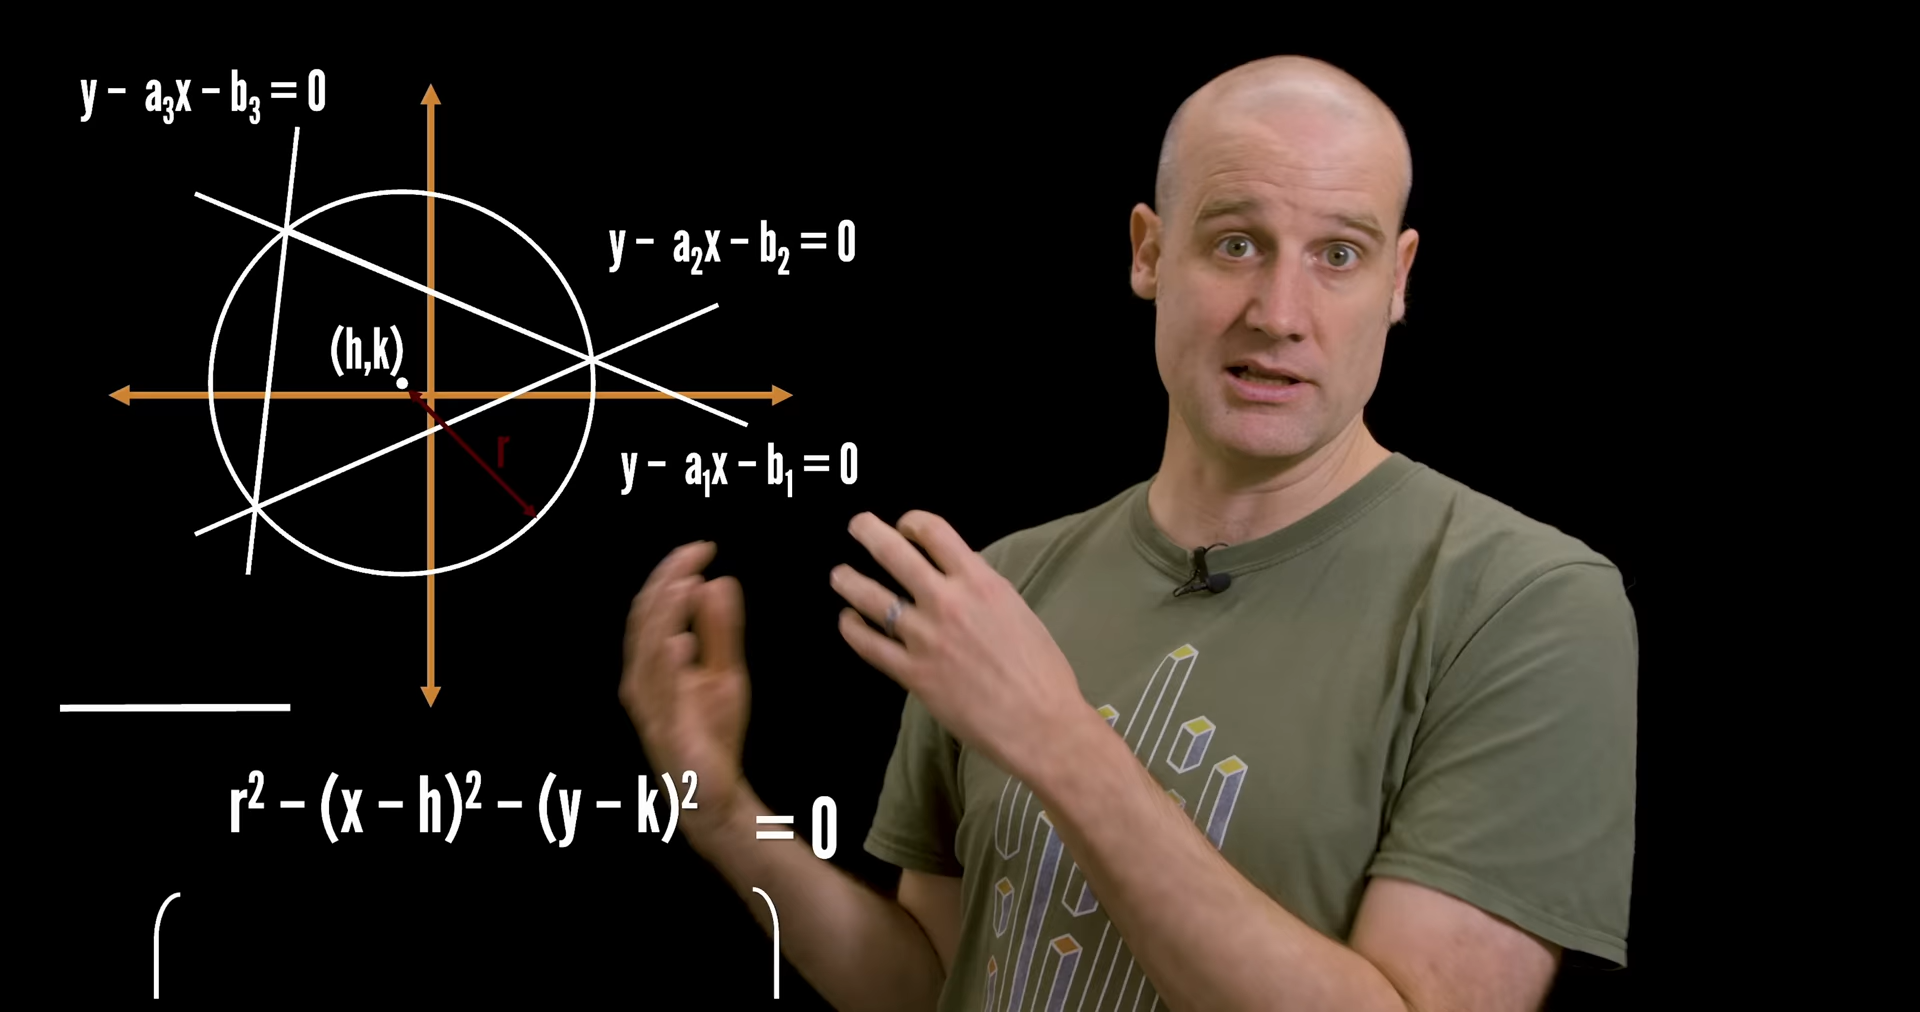 y − a₃x − b₃ = 0
y − a₂x − b₂ = 0
(h,k)
r
y − a₁x − b₁ = 0
r² − (x − h)² − (y − k)² = 0